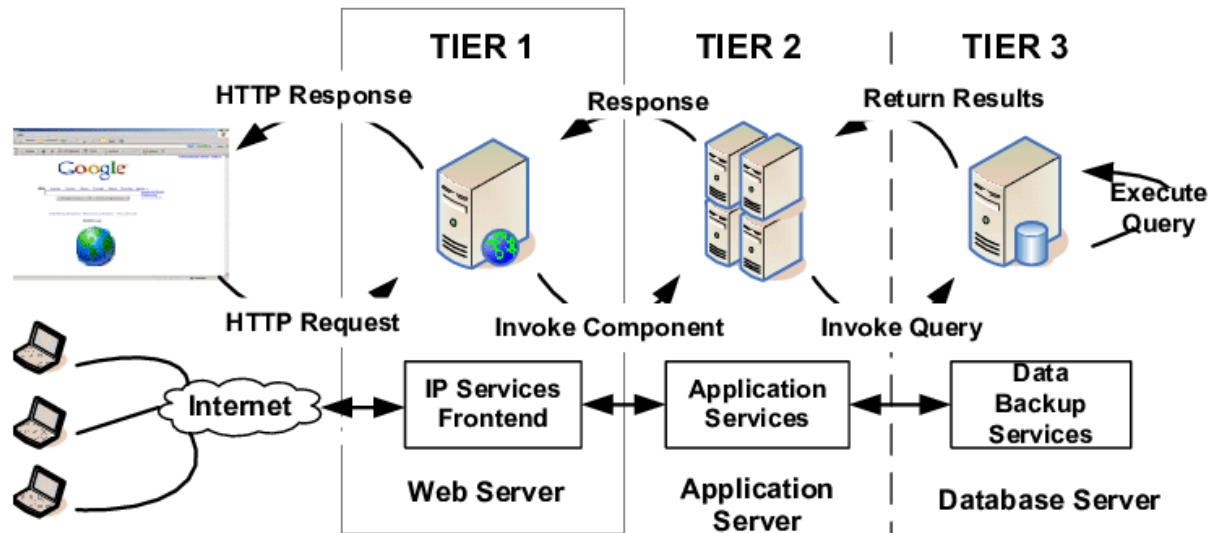 TIER 1
TIER 2
TIER 3
HTTP Response
Response
Return Results
Google
Execute
Query
HTTP Request
Invoke Component
Invoke Query
Internet
IP Services
Frontend
Application
Services
Data
Backup
Services
Web Server
Application
Server
Database Server